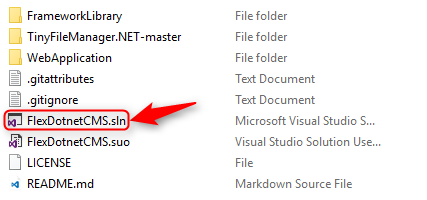 FrameworkLibrary File folder
TinyFileManager.NET-master File folder
WebApplication File folder
.gitattributes Text Document
.gitignore Text Document
FlexDotnetCMS.sln Microsoft Visual Studio S...
FlexDotnetCMS.suo Visual Studio Solution Use...
LICENSE File
README.md Markdown Source File